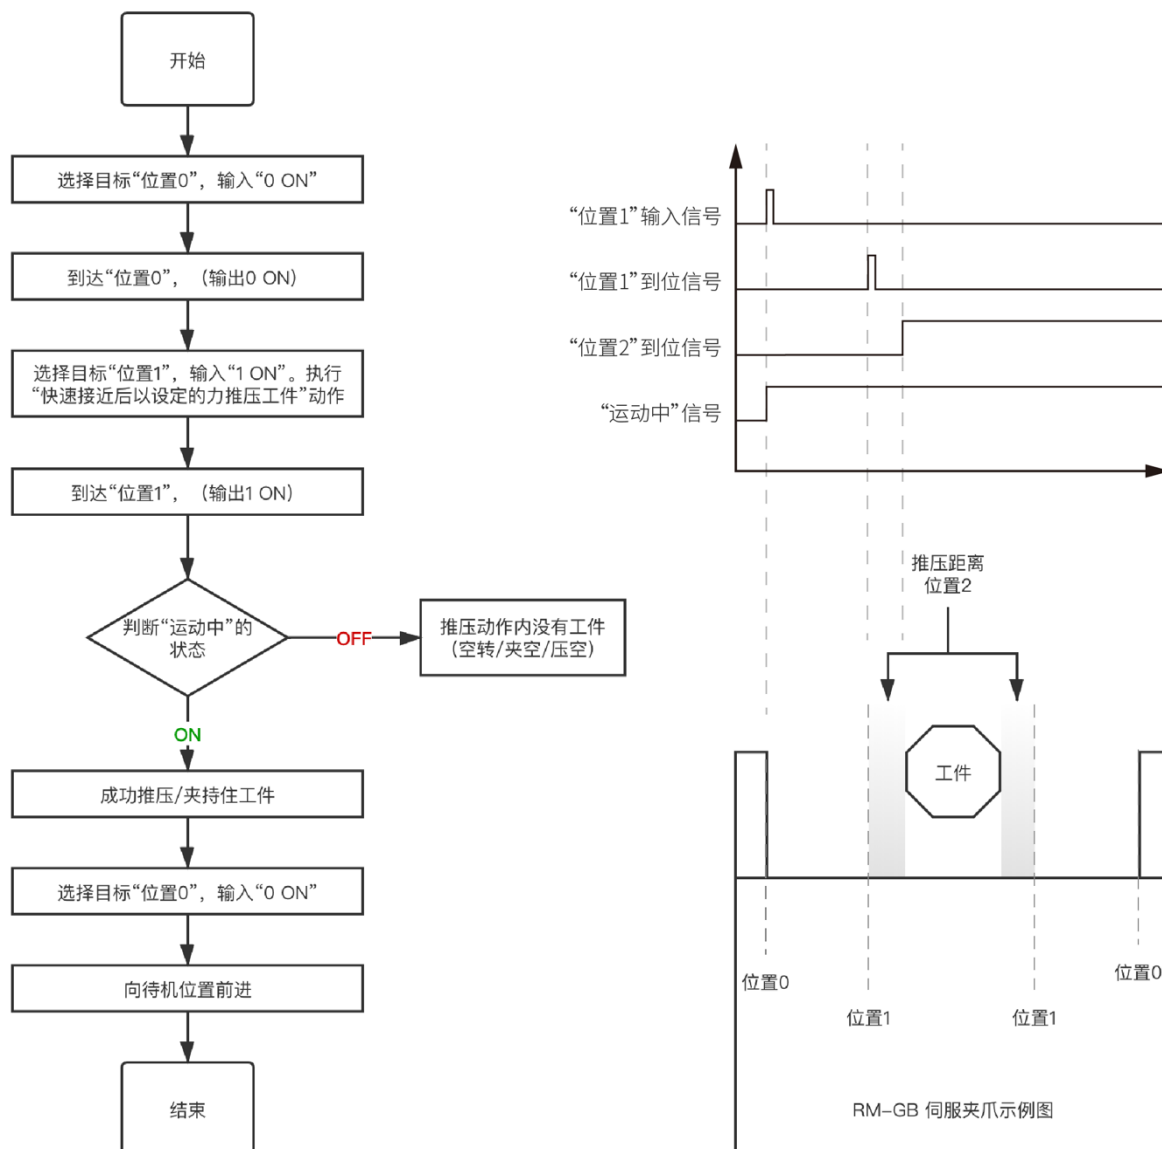 开始
选择目标“位置0”，输入“0 ON”
到达“位置0”，（输出0 ON）
选择目标“位置1”，输入“1 ON”。执行
“快速接近后以设定的力推压工件”动作
到达“位置1”，（输出1 ON）
判断“运动中”的
状态
OFF
推压动作内没有工件
（空转/夹空/压空）
ON
成功推压/夹持住工件
选择目标“位置0”，输入“0 ON”
向待机位置前进
结束
“位置1”输入信号
“位置1”到位信号
“位置2”到位信号
“运动中”信号
推压距离
位置2
工件
位置0
位置0
位置1
位置1
RM-GB 伺服夹爪示例图